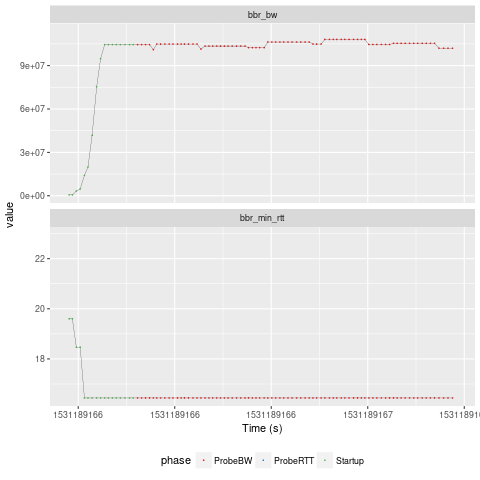 bbr_bw
9e+07
6e+07
3e+07
0e+00
value
bbr_min_rtt
22
20
18
1531189166 1531189166 1531189166 1531189167 15311891
Time (s)
phase ProbeBW ProbeRTT Startup